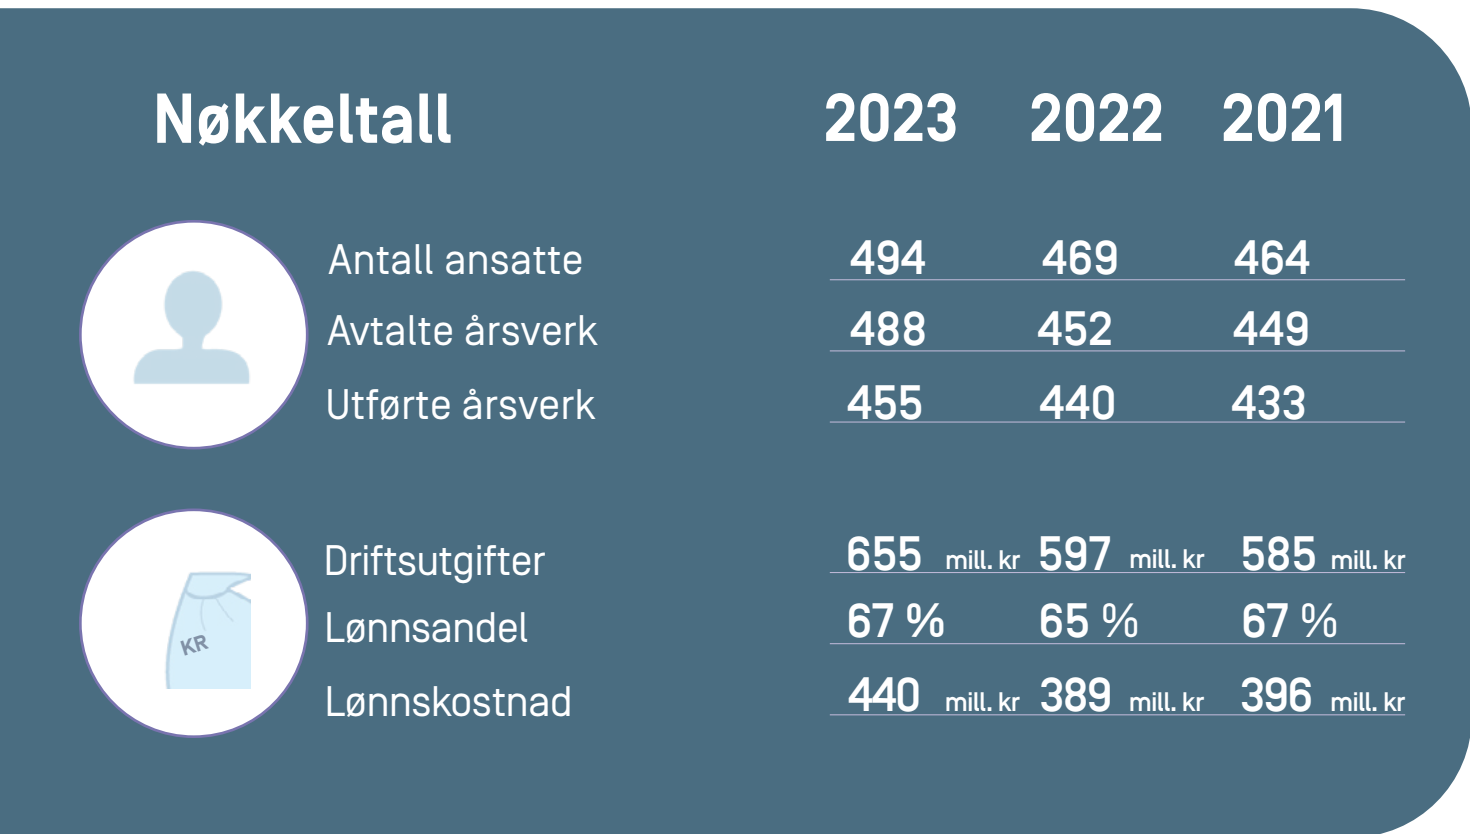 Nøkkeltall 2023 2022 2021
Antall ansatte 494 469 464
Avtalte årsverk 488 452 449
Utførte årsverk 455 440 433
Driftsutgifter 655 mill. kr 597 mill. kr 585 mill. kr
Lønnsandel 67 % 65 % 67 %
KR
Lønnskostnad 440 mill. kr 389 mill. kr 396 mill. kr